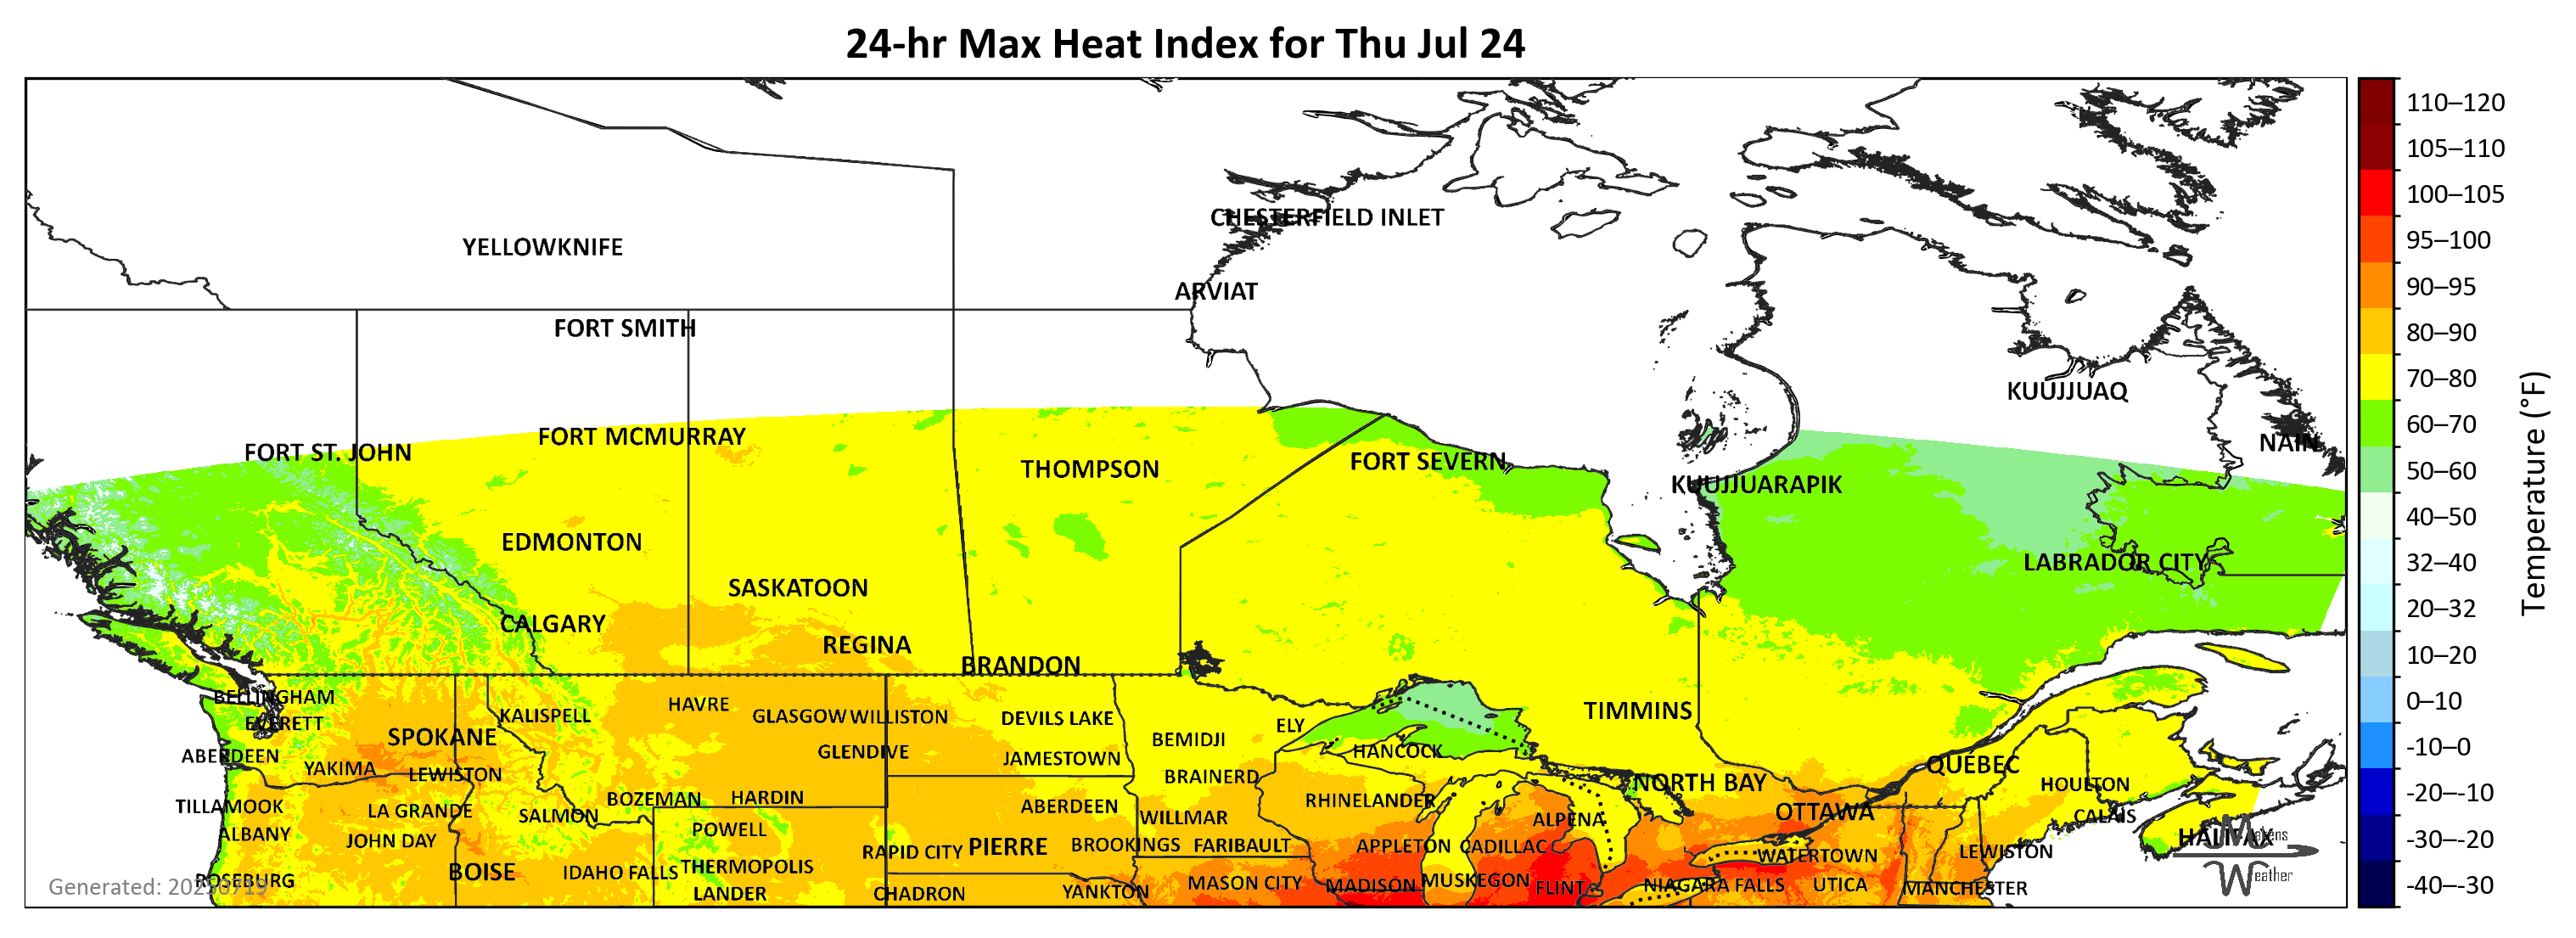 24-hr Max Heat Index for Thu Jul 24
CHESTERFIELD INLET
YELLOWKNIFE
ARVIAT
FORT SMITH
KUUJJUAQ
FORT MCMURRAY
NAIN
FORT ST. JOHN
THOMPSON
FORT SEVERN
KUUJJUARAPIK
EDMONTON
LABRADOR CITY
SASKATOON
CALGARY
REGINA
BRANDON
BELLINGHAM
HAVRE
KALISPELL
GLASGOW WILLISTON
DEVILS LAKE
TIMMINS
EVERETT
ELY
SPOKANE
BEMIDJI
GLENDIVE
HANCOCK
ABERDEEN
JAMESTOWN
QUÉBEC
YAKIMA
LEWISTON
BRAINERD
NORTH BAY
HOULTON
BOZEMAN
HARDIN
RHINELANDER
TILLAMOOK
LA GRANDE
SALMON
ABERDEEN
WILLMAR
ALPENA
OTTAWA
CALAIS
ALBANY
JOHN DAY
POWELL
HALIFAX
Makens
Weather
RAPID CITY
PIERRE
BROOKINGS
FARIBAULT
APPLETON
CADILLAC
WATERTOWN
LEWISTON
ROSEBURG
BOISE
IDAHO FALLS
THERMOPOLIS
MASON CITY
MADISON
MUSKEGON
FLINT
NIAGARA FALLS
UTICA
MANCHESTER
LANDER
CHADRON
YANKTON
Generated: 20250719
110–120
105–110
100–105
95–100
90–95
80–90
70–80
60–70
50–60
40–50
32–40
20–32
10–20
0–10
-10–0
-20–-10
-30–-20
-40–-30
Temperature (°F)